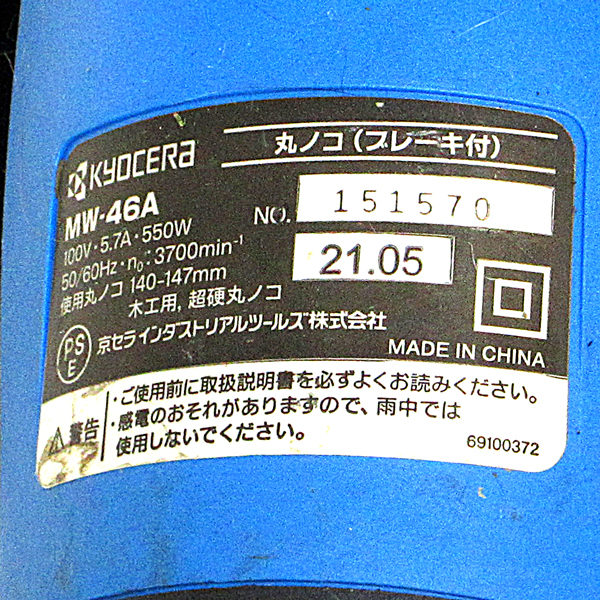 丸ノコ（ブレーキ付）
KYOCERA
MW-46A
NO. 151570
100V・5.7A・550W
21.05
50/60Hz・n₀：3700min⁻¹
使用丸ノコ 140-147mm
木工用，超硬丸ノコ
PS E
京セラインダストリアルツールズ株式会社
MADE IN CHINA
警告
・ご使用前に取扱説明書を必ずよくお読みください。
・感電のおそれがありますので、雨中では
使用しないでください。
69100372